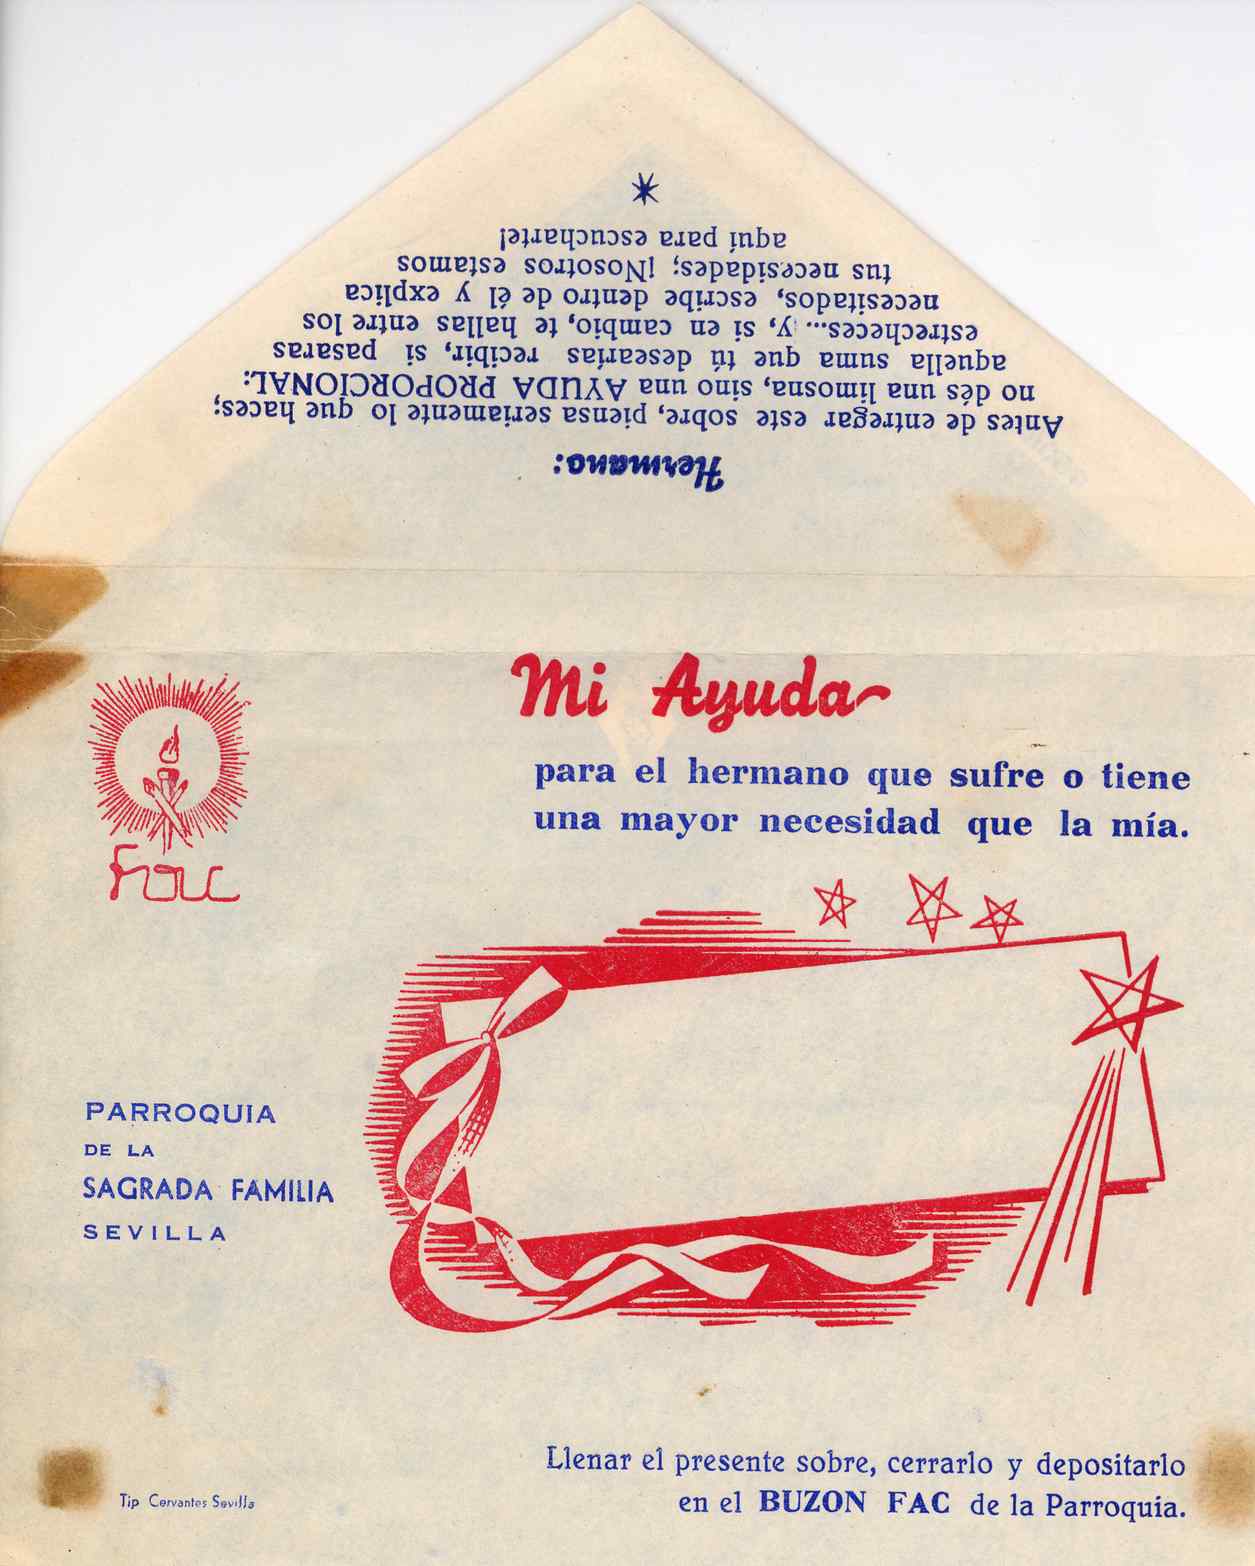 Hermano:
Antes de entregar este sobre, piensa seriamente lo que haces;
no dés una limosna, sino una AYUDA PROPORCIONAL:
aquella suma que tú desearías recibir, si pasaras
estrecheces... Y, si en cambio, te hallas entre los
necesitados, escribe dentro de él y explica
tus necesidades; ¡Nosotros estamos
aquí para escucharte!
Mi Ayuda
para el hermano que sufre o tiene
una mayor necesidad que la mía.
Fac
PARROQUIA
DE LA
SAGRADA FAMILIA
SEVILLA
Llenar el presente sobre, cerrarlo y depositarlo
en el BUZON FAC de la Parroquia.
Tip Cervantes Sevilla